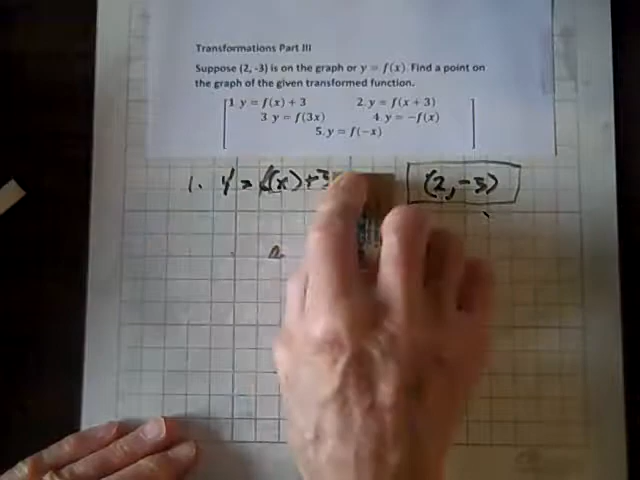 Transformations Part III
Suppose (2, -3) is on the graph or y = f(x). Find a point on
the graph of the given transformed function.
1. y = f(x) + 3 2. y = f(x + 3)
3 y = f(3x) 4. y = -f(x)
5. y = f(-x)
1. y = f(x)+3 (2,-3)